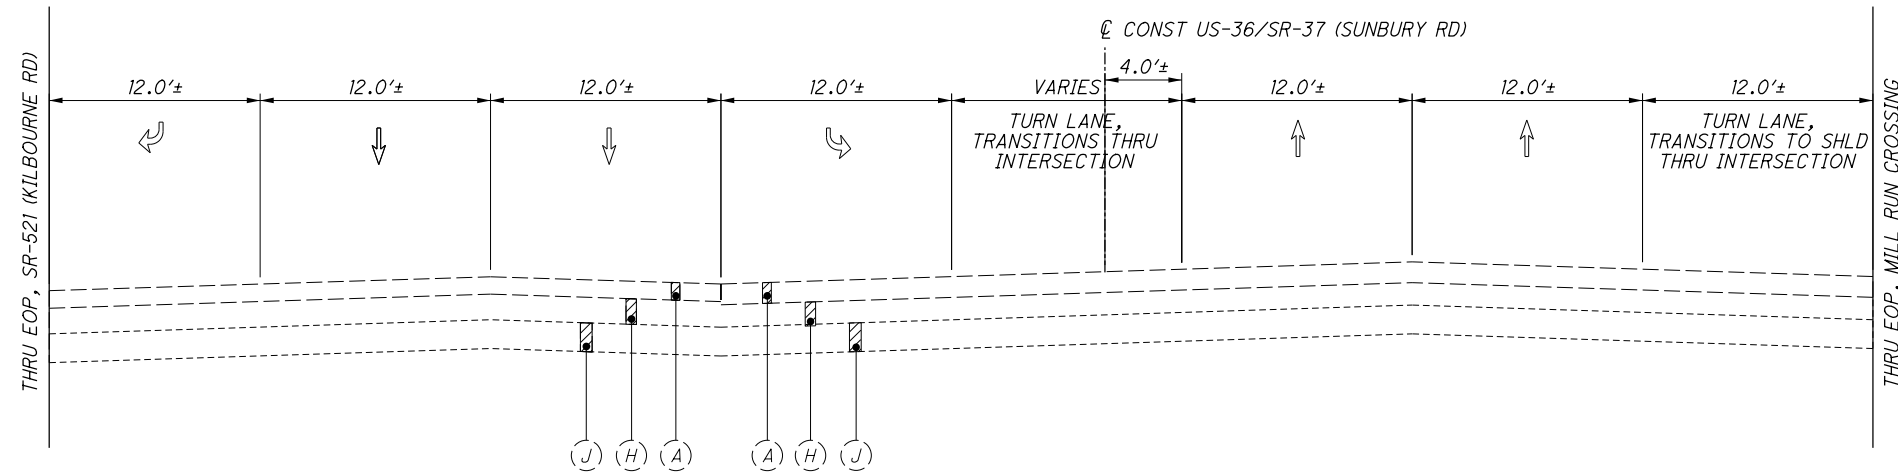 ℄ CONST US-36/SR-37 (SUNBURY RD)
4.0'±
12.0'±
12.0'±
12.0'±
12.0'±
VARIES
12.0'±
12.0'±
12.0'±
TURN LANE,
TRANSITIONS THRU
INTERSECTION
TURN LANE,
TRANSITIONS TO SHLD
THRU INTERSECTION
THRU EOP, SR-521 (KILBOURNE RD)
THRU EOP, MILL RUN CROSSING
J
H
A
A
H
J